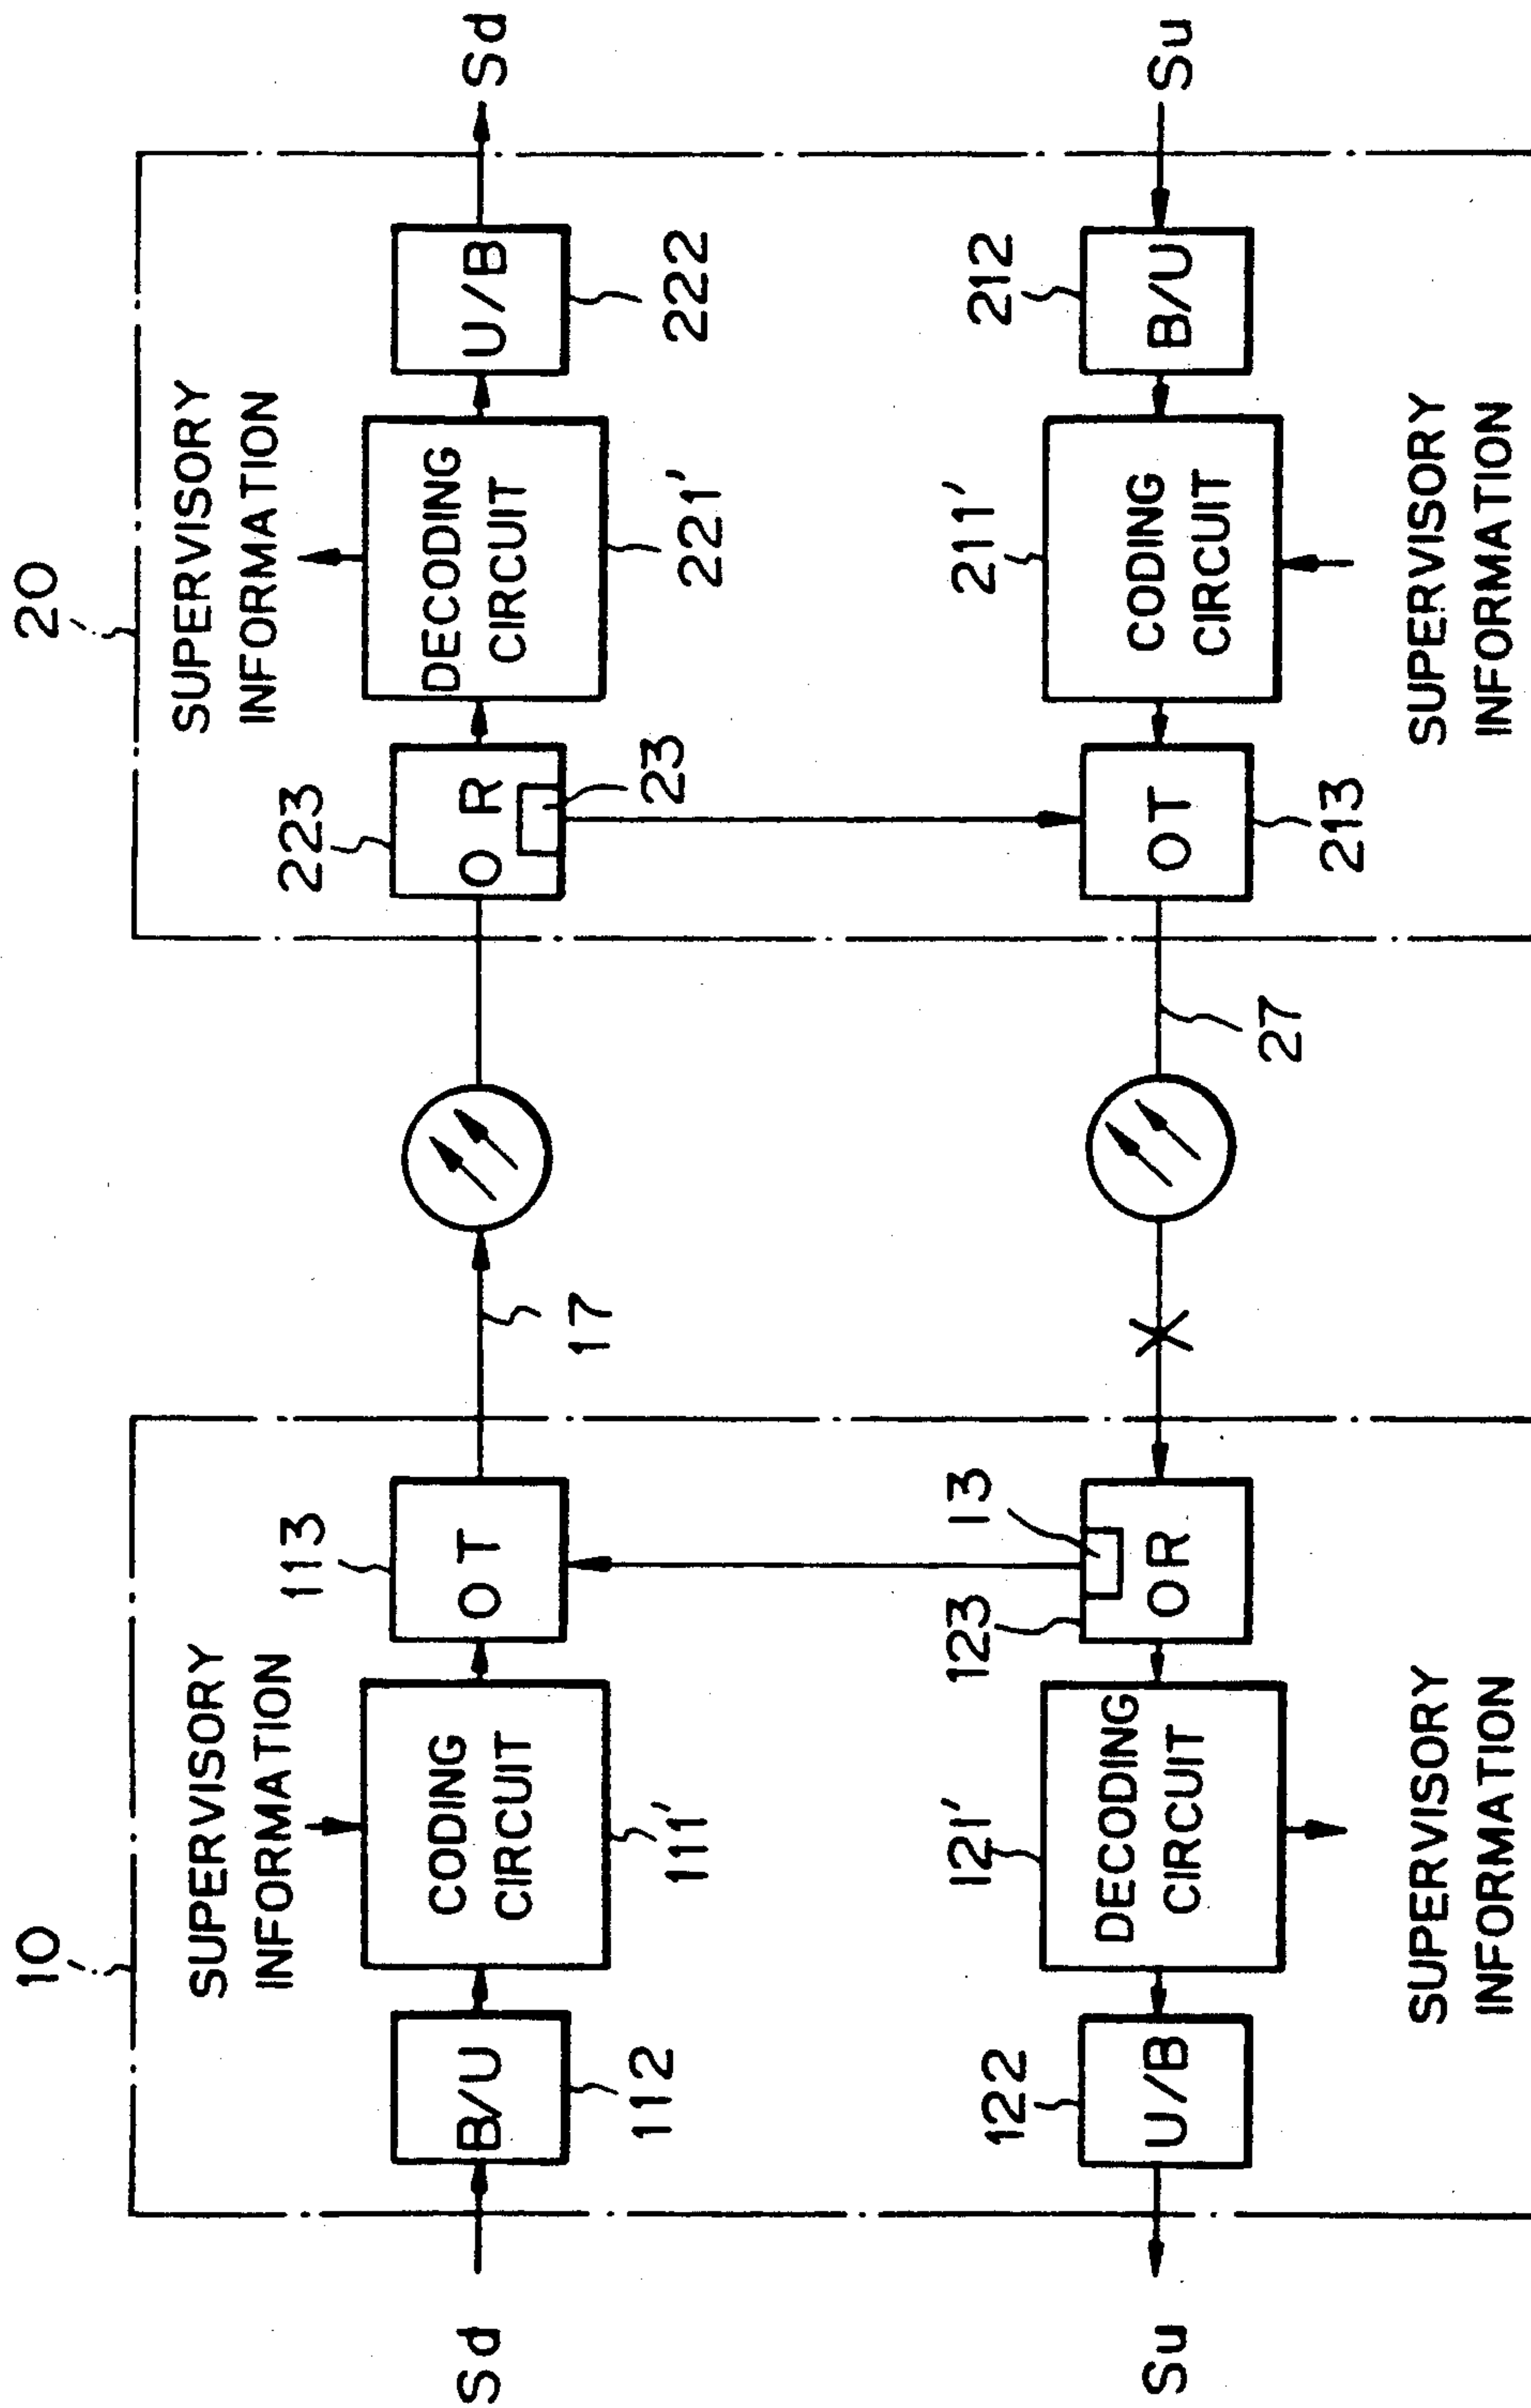 10
20
SUPERVISORY
INFORMATION
SUPERVISORY
INFORMATION
Sd
B/U
112
CODING
CIRCUIT
111'
OT
113
17
OR
223
23
DECODING
CIRCUIT
221'
U/B
222
Sd
Su
U/B
122
DECODING
CIRCUIT
121'
OR
123
13
27
OT
213
CODING
CIRCUIT
211'
B/U
212
Su
SUPERVISORY
INFORMATION
SUPERVISORY
INFORMATION